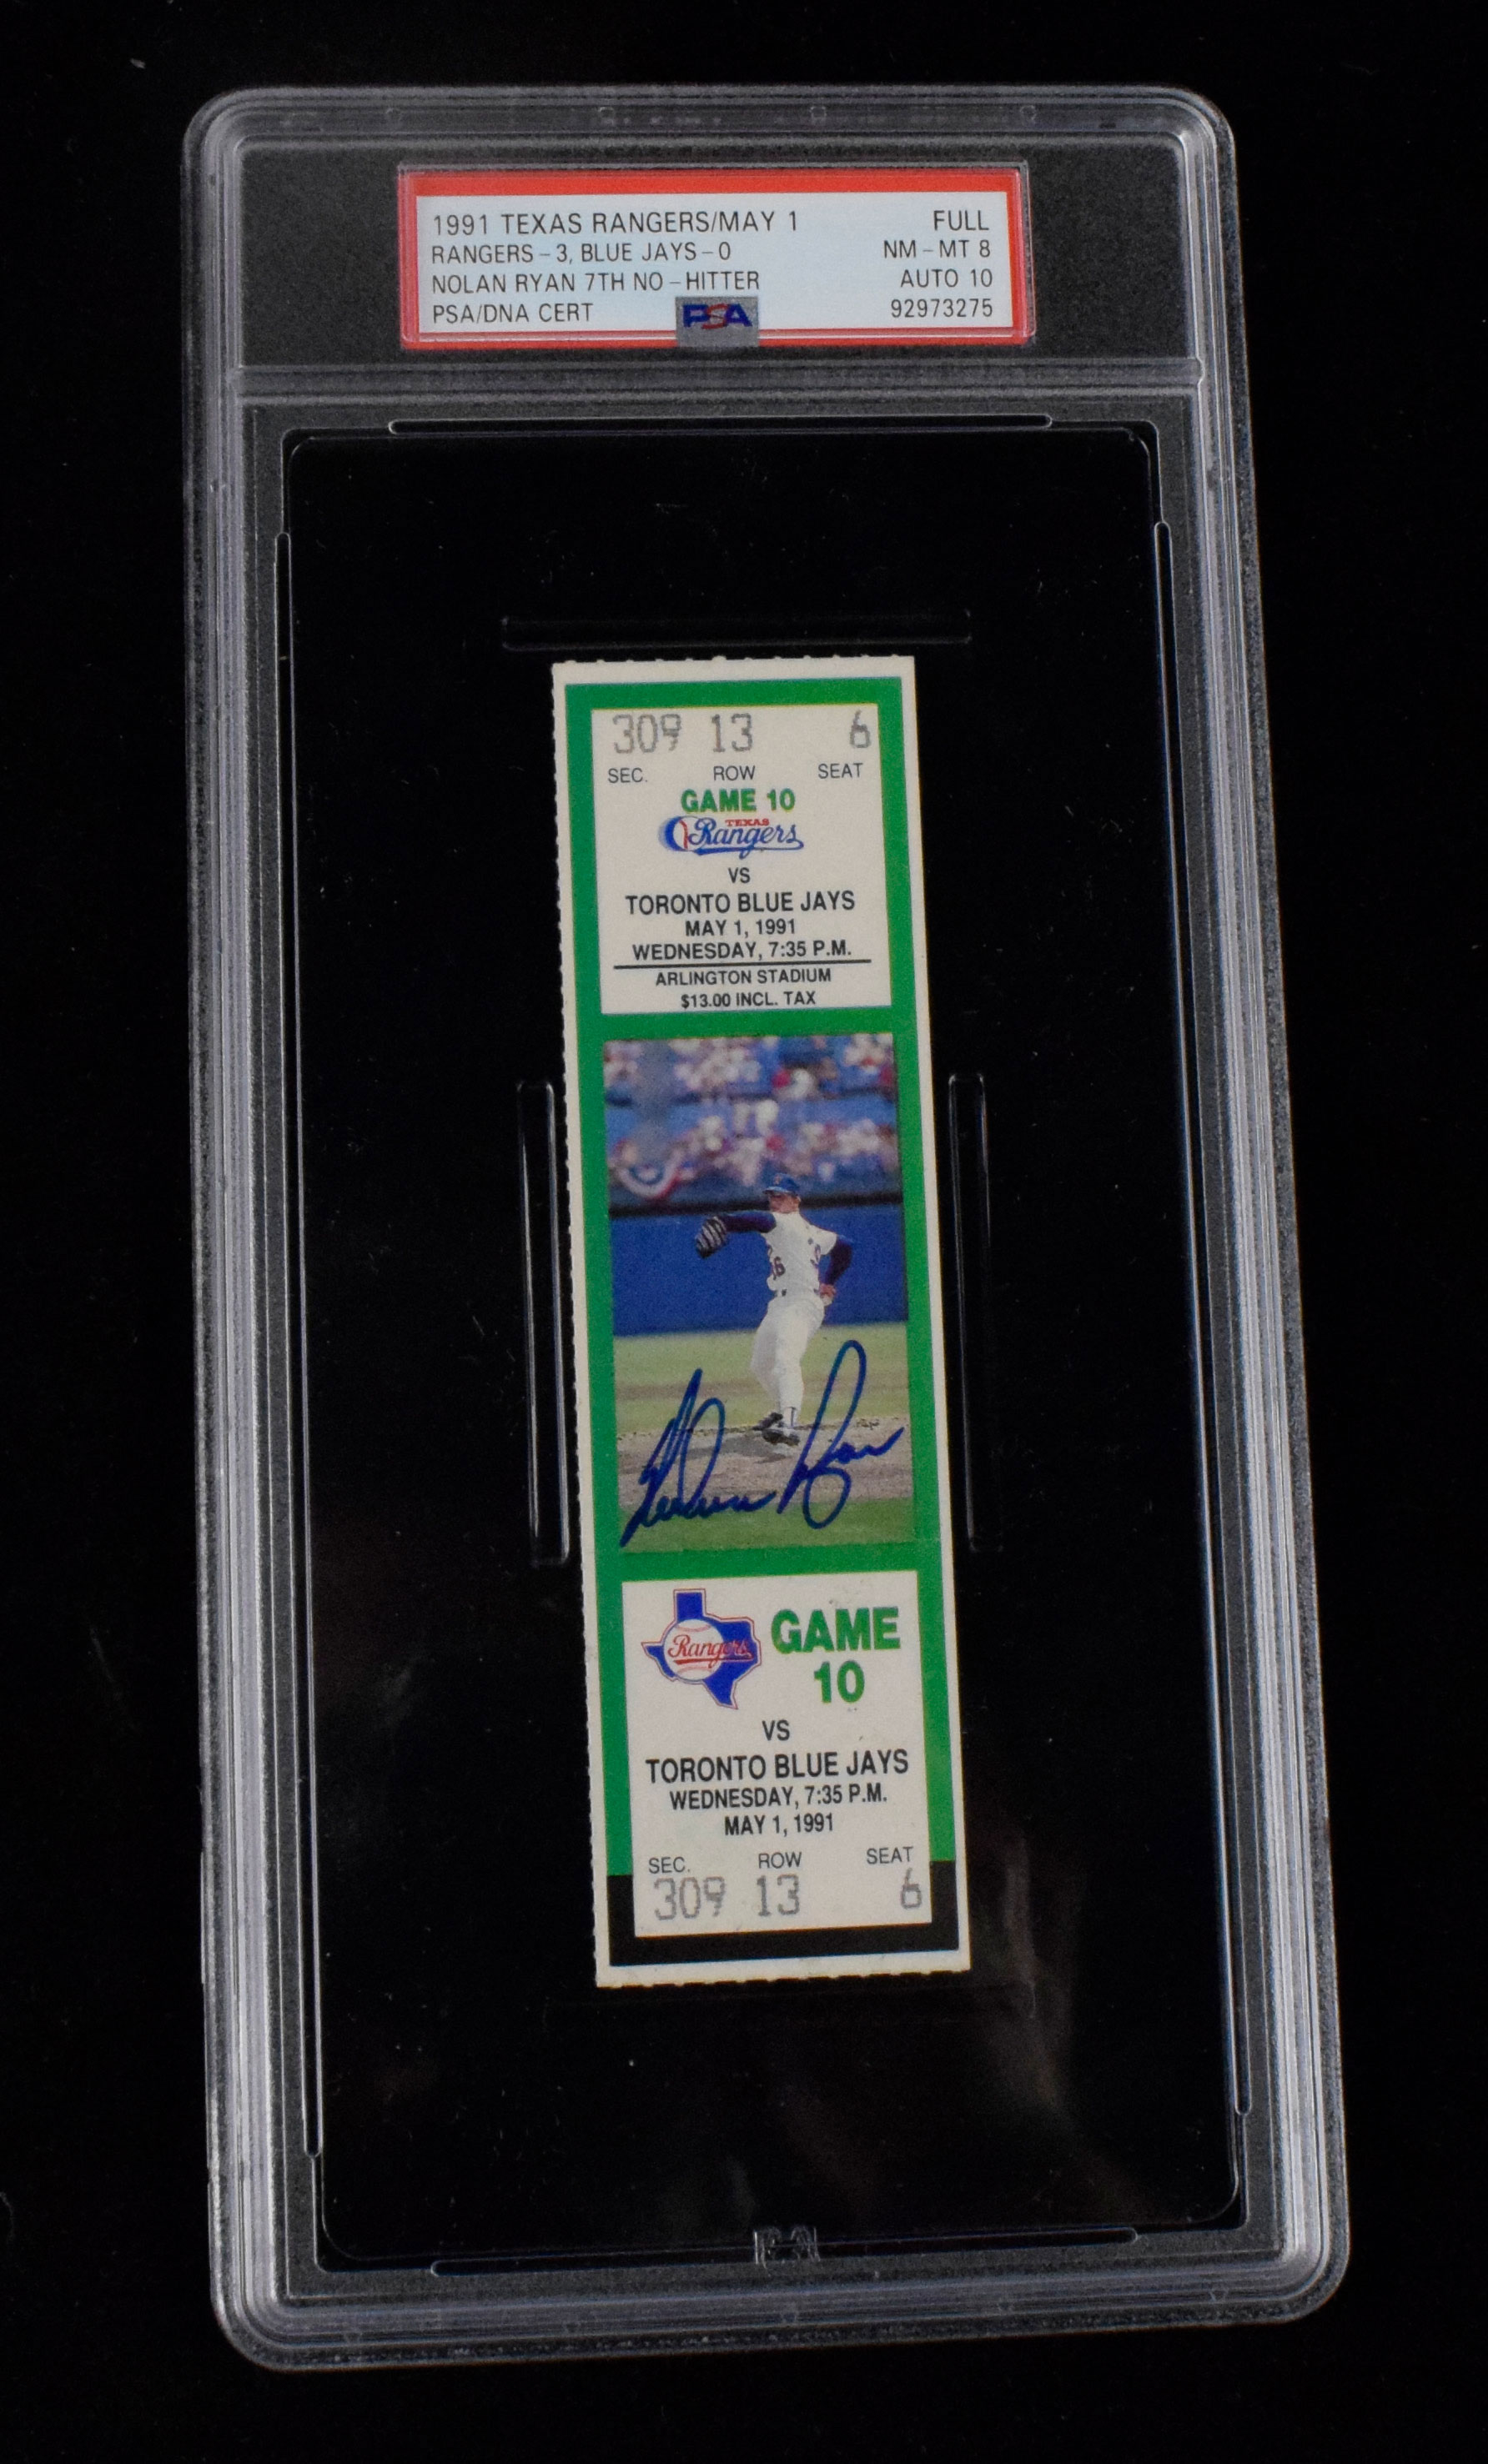 1991 TEXAS RANGERS/MAY 1 FULL
RANGERS-3, BLUE JAYS-0 NM-MT 8
NOLAN RYAN 7TH NO-HITTER AUTO 10
PSA/DNA CERT PSA 92973275
309 13 6
SEC. ROW SEAT
GAME 10
TEXAS
Rangers
VS
TORONTO BLUE JAYS
MAY 1, 1991
WEDNESDAY, 7:35 P.M.
ARLINGTON STADIUM
$13.00 INCL. TAX
Nolan Ryan
Rangers
GAME
10
VS
TORONTO BLUE JAYS
WEDNESDAY, 7:35 P.M.
MAY 1, 1991
SEC. ROW SEAT
309 13 6